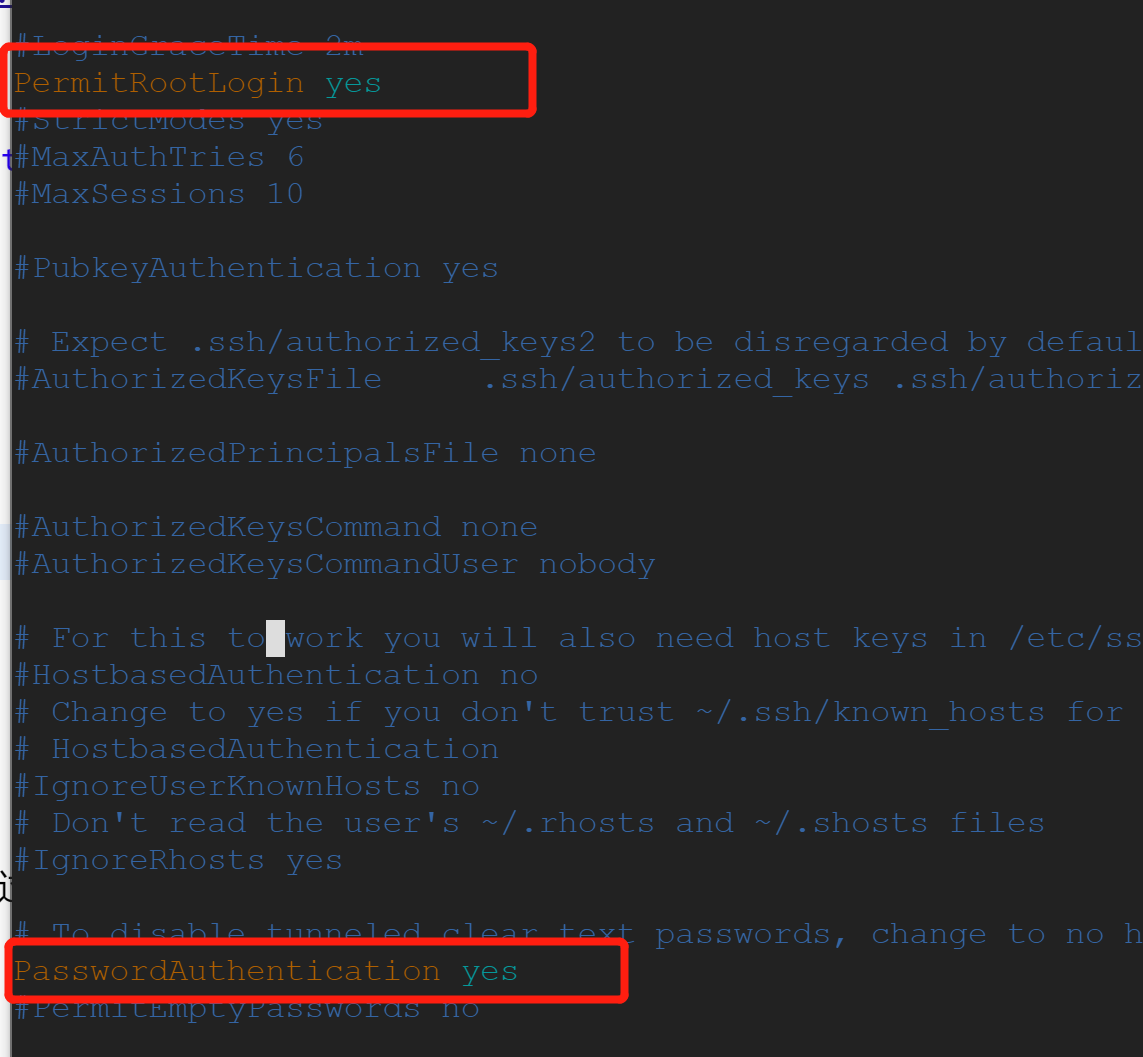 #LoginGraceTime 2m
PermitRootLogin yes
#StrictModes yes
#MaxAuthTries 6
#MaxSessions 10
#PubkeyAuthentication yes
# Expect .ssh/authorized_keys2 to be disregarded by defaul
#AuthorizedKeysFile     .ssh/authorized_keys .ssh/authoriz
#AuthorizedPrincipalsFile none
#AuthorizedKeysCommand none
#AuthorizedKeysCommandUser nobody
# For this to work you will also need host keys in /etc/ss
#HostbasedAuthentication no
# Change to yes if you don't trust ~/.ssh/known_hosts for
# HostbasedAuthentication
#IgnoreUserKnownHosts no
# Don't read the user's ~/.rhosts and ~/.shosts files
#IgnoreRhosts yes
# To disable tunneled clear text passwords, change to no h
PasswordAuthentication yes
#PermitEmptyPasswords no